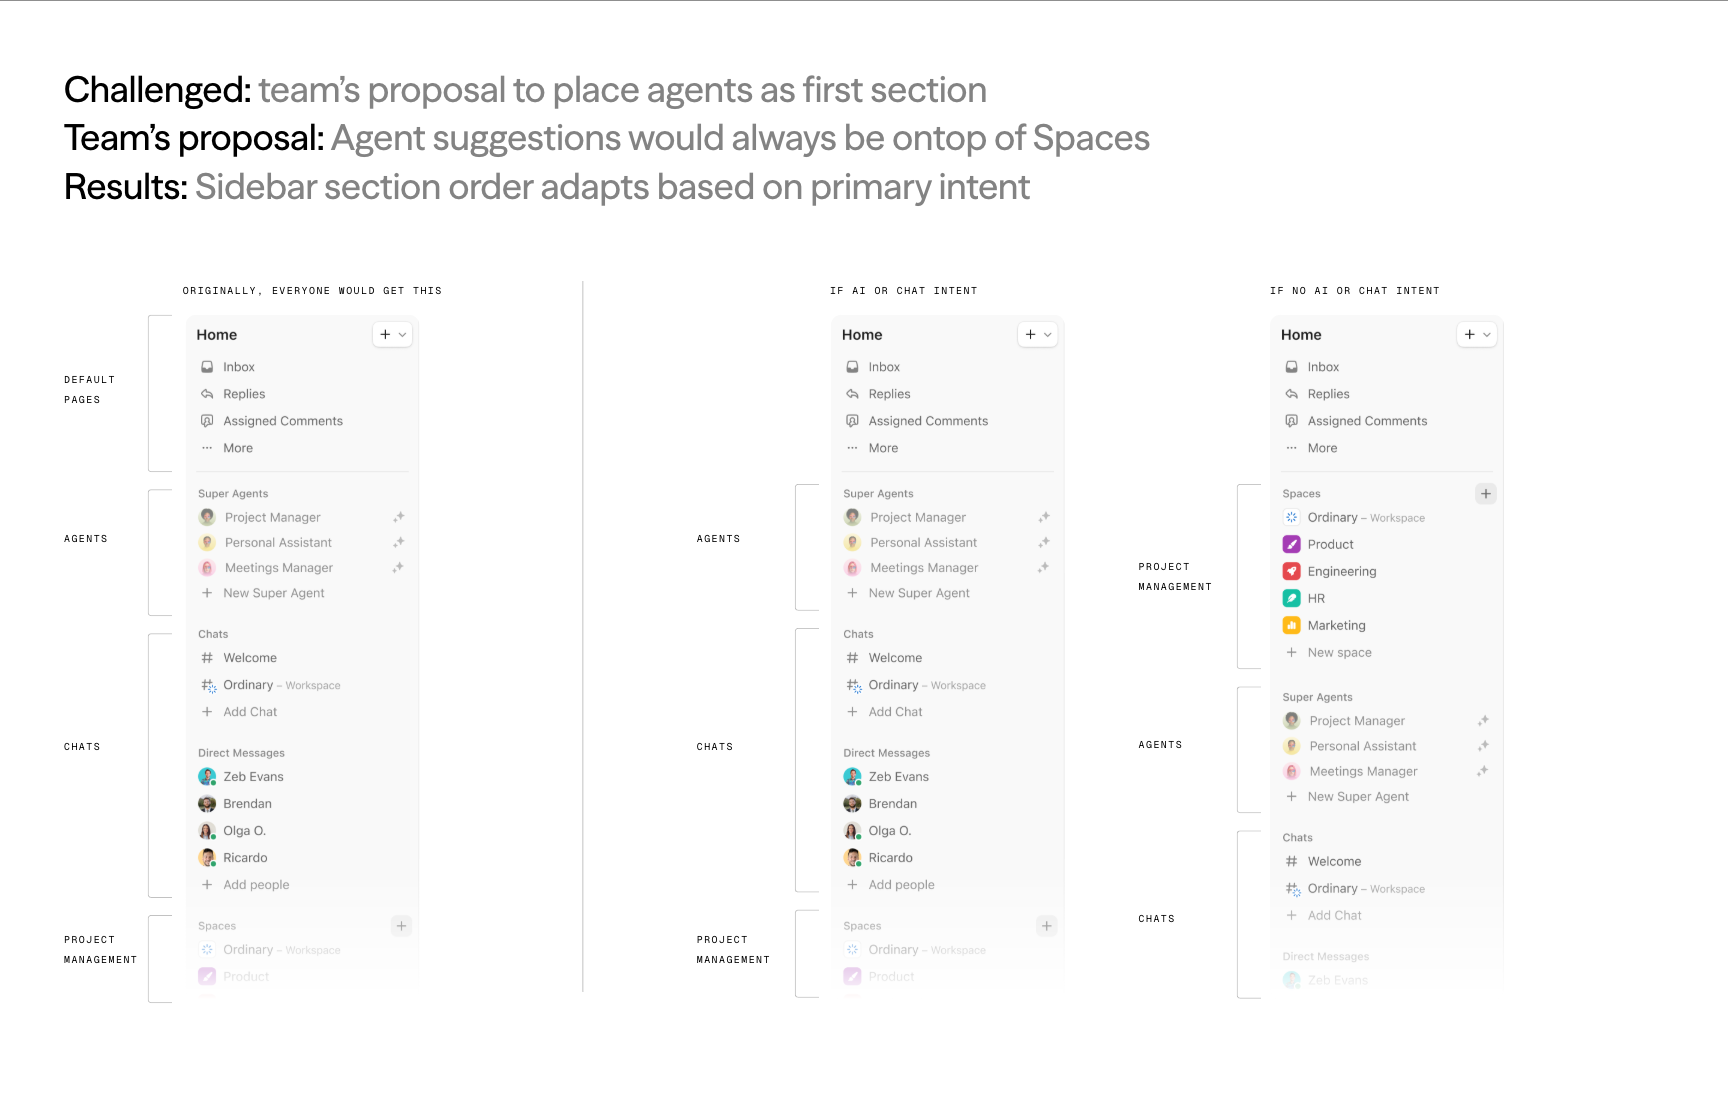 Challenged: team’s proposal to place agents as first section
Team’s proposal: Agent suggestions would always be ontop of Spaces
Results: Sidebar section order adapts based on primary intent
ORIGINALLY, EVERYONE WOULD GET THIS
DEFAULT
PAGES
AGENTS
CHATS
PROJECT
MANAGEMENT
Home
Inbox
Replies
Assigned Comments
More
Super Agents
Project Manager
Personal Assistant
Meetings Manager
New Super Agent
Chats
Welcome
Ordinary – Workspace
Add Chat
Direct Messages
Zeb Evans
Brendan
Olga O.
Ricardo
Add people
Spaces
Ordinary – Workspace
Product
IF AI OR CHAT INTENT
AGENTS
CHATS
PROJECT
MANAGEMENT
Home
Inbox
Replies
Assigned Comments
More
Super Agents
Project Manager
Personal Assistant
Meetings Manager
New Super Agent
Chats
Welcome
Ordinary – Workspace
Add Chat
Direct Messages
Zeb Evans
Brendan
Olga O.
Ricardo
Add people
Spaces
Ordinary – Workspace
Product
IF NO AI OR CHAT INTENT
PROJECT
MANAGEMENT
AGENTS
CHATS
Home
Inbox
Replies
Assigned Comments
More
Spaces
Ordinary – Workspace
Product
Engineering
HR
Marketing
New space
Super Agents
Project Manager
Personal Assistant
Meetings Manager
New Super Agent
Chats
Welcome
Ordinary – Workspace
Add Chat
Direct Messages
Zeb Evans